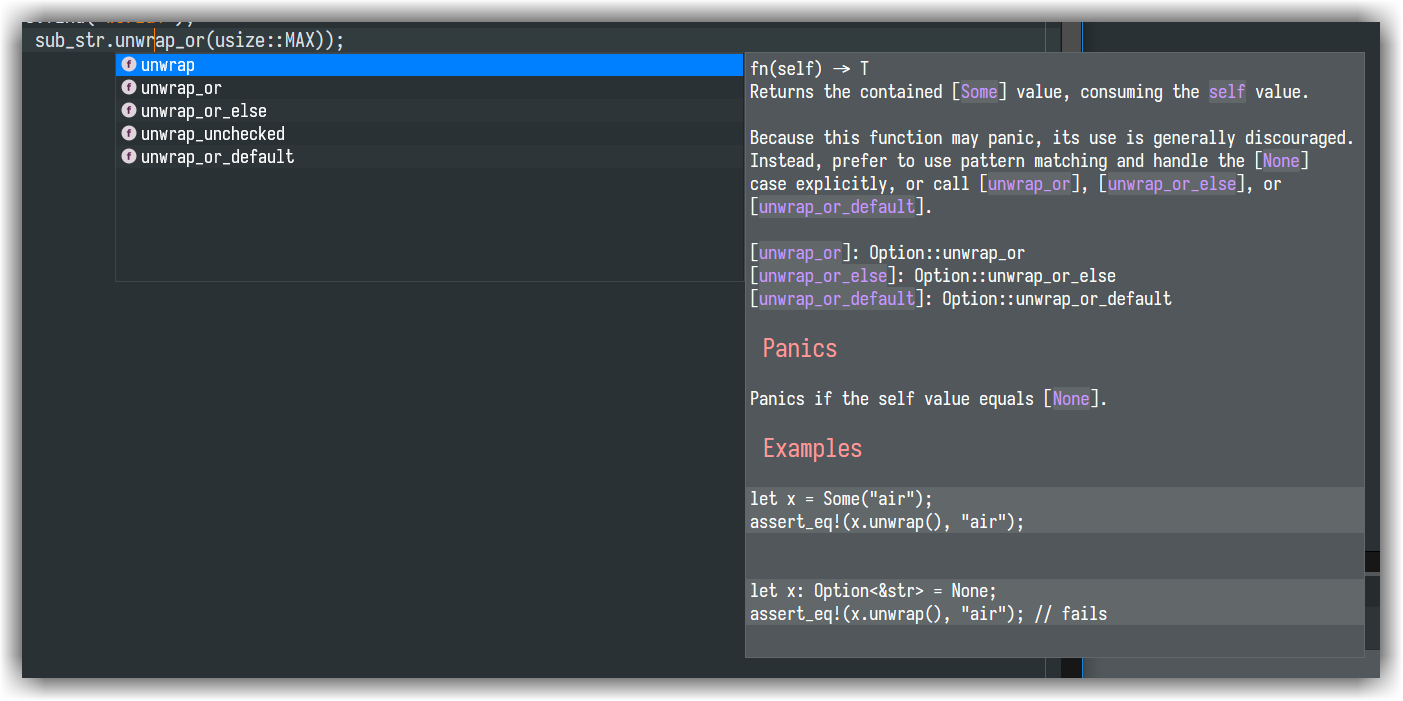 sub_str.unwrap_or(usize::MAX));
f unwrap
f unwrap_or
f unwrap_or_else
f unwrap_unchecked
f unwrap_or_default
fn(self) -> T
Returns the contained [Some] value, consuming the self value.
Because this function may panic, its use is generally discouraged.
Instead, prefer to use pattern matching and handle the [None]
case explicitly, or call [unwrap_or], [unwrap_or_else], or
[unwrap_or_default].
[unwrap_or]: Option::unwrap_or
[unwrap_or_else]: Option::unwrap_or_else
[unwrap_or_default]: Option::unwrap_or_default
Panics
Panics if the self value equals [None].
Examples
let x = Some("air");
assert_eq!(x.unwrap(), "air");
let x: Option<&str> = None;
assert_eq!(x.unwrap(), "air"); // fails